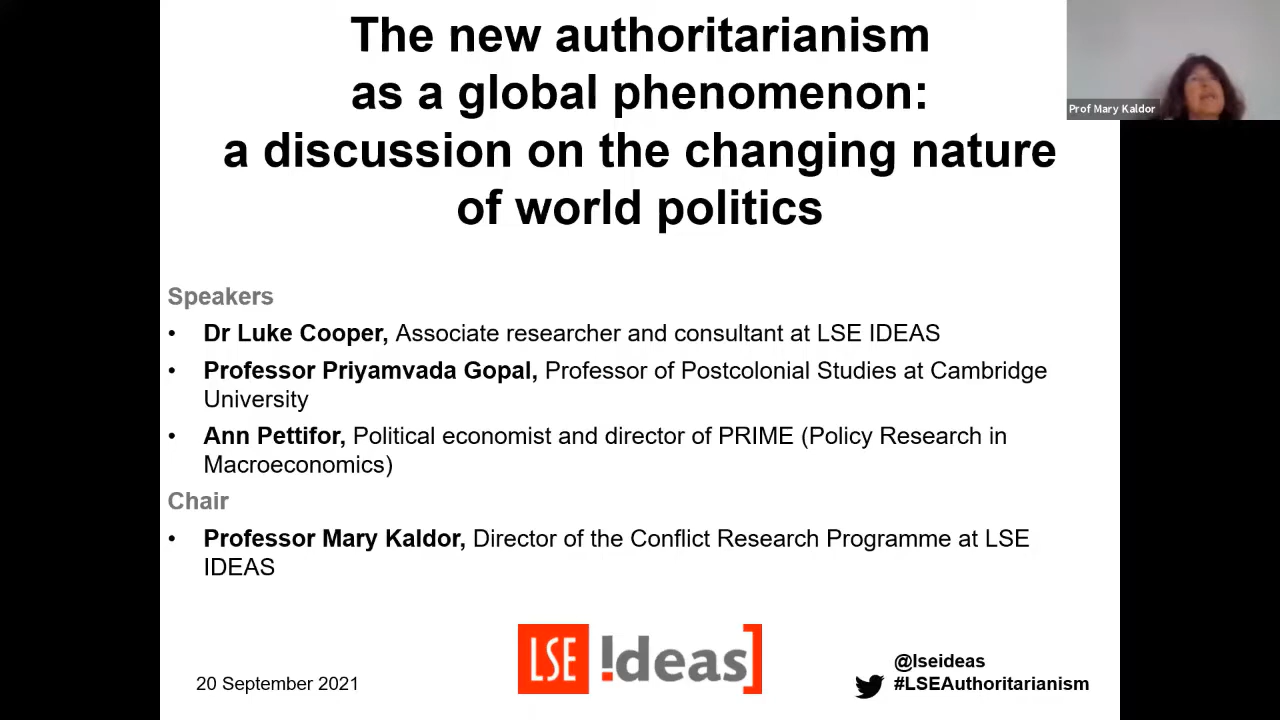 The new authoritarianism
as a global phenomenon:
a discussion on the changing nature
of world politics
Prof Mary Kaldor
Speakers
• Dr Luke Cooper, Associate researcher and consultant at LSE IDEAS
• Professor Priyamvada Gopal, Professor of Postcolonial Studies at Cambridge
University
• Ann Pettifor, Political economist and director of PRIME (Policy Research in
Macroeconomics)
Chair
• Professor Mary Kaldor, Director of the Conflict Research Programme at LSE
IDEAS
20 September 2021
LSE !deas]
@lseideas
#LSEAuthoritarianism